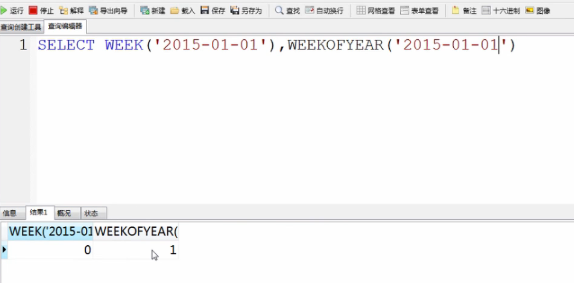 运行 停止 解释 导出向导 新建 载入 保存 另存为 查找 自动换行 网格查看 表单查看 备注 十六进制 图像
查询创建工具 查询编辑器
1 SELECT WEEK('2015-01-01'),WEEKOFYEAR('2015-01-01')
信息 结果1 概况 状态
WEEK('2015-01 WEEKOFYEAR(
0 1